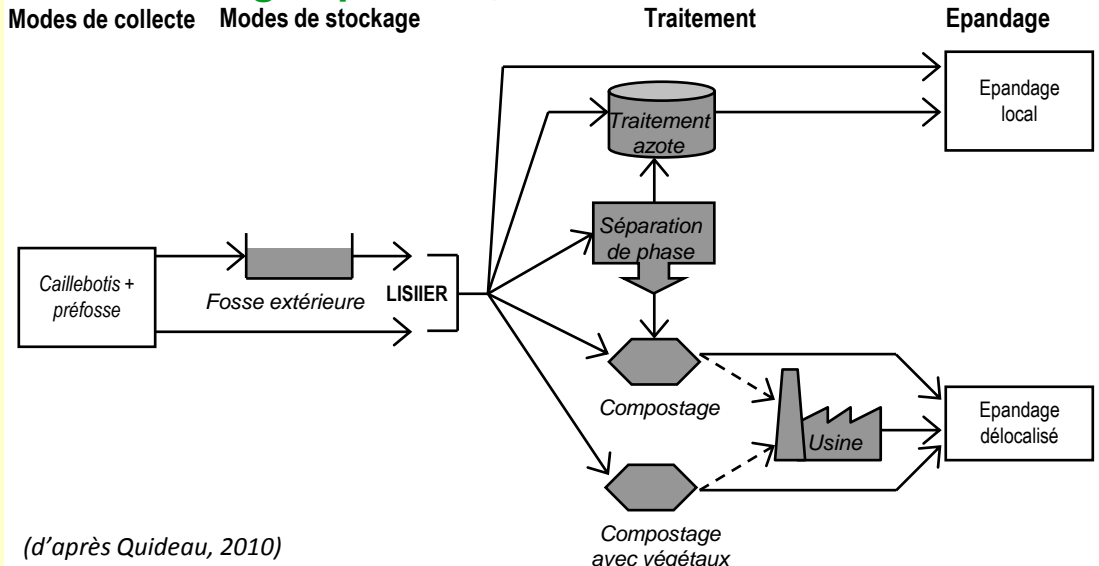 Modes de collecte
Modes de stockage
Traitement
Epandage
Epandage
local
Traitement
azote
Séparation
de phase
Caillebotis +
préfosse
Fosse extérieure
LISIIER
Compostage
Usine
Epandage
délocalisé
Compostage
avec végétaux
(d'après Quideau, 2010)